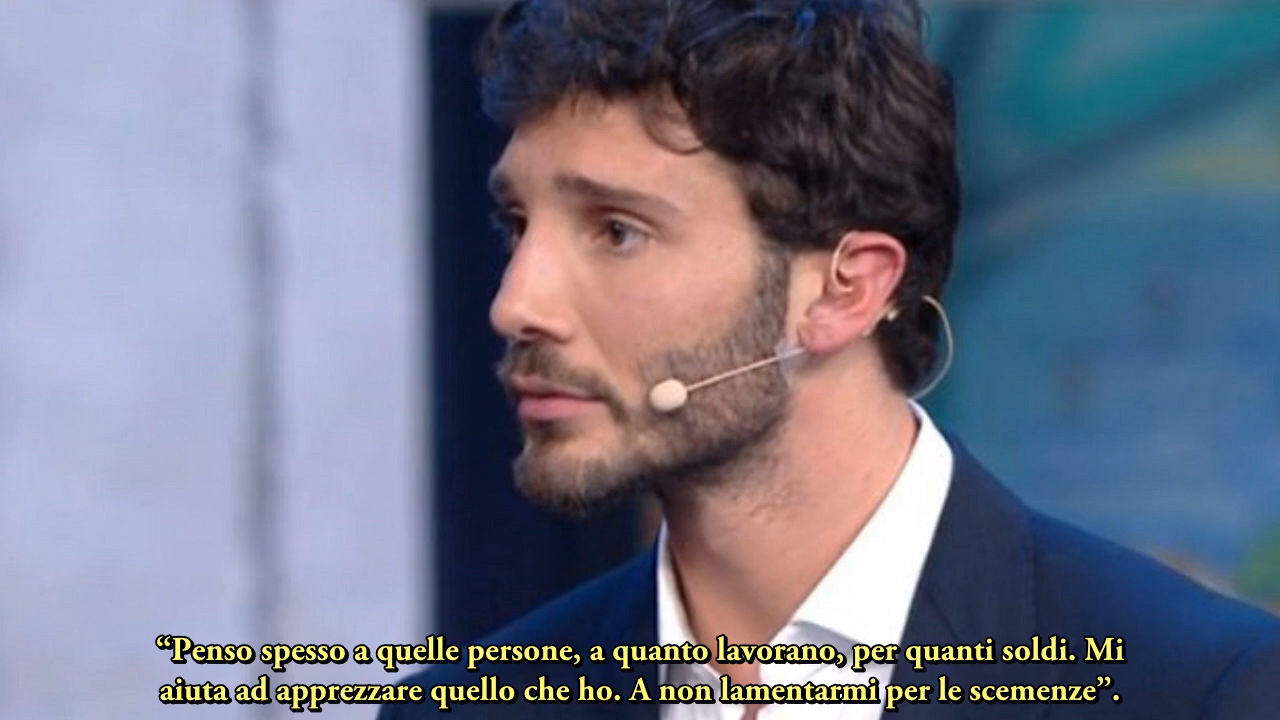 “Penso spesso a quelle persone, a quanto lavorano, per quanti soldi. Mi
aiuta ad apprezzare quello che ho. A non lamentarmi per le scemenze”.